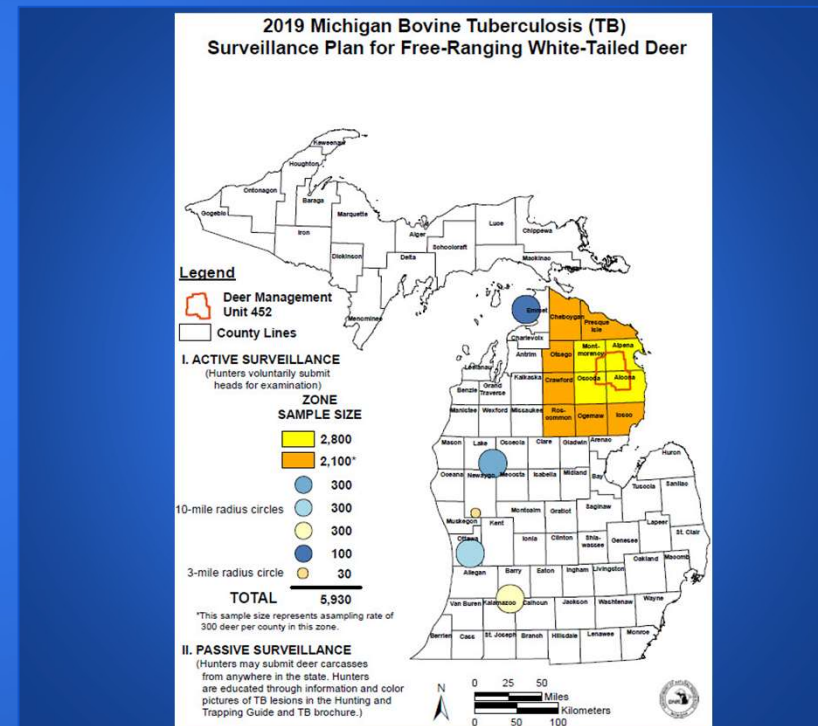 2019 Michigan Bovine Tuberculosis (TB)
Surveillance Plan for Free-Ranging White-Tailed Deer
Keweenaw
Houghton
Ontonagon
Baraga
Gogebic
Marquette
Luce
Iron
Alger
Chippewa
Schoolcraft
Dickinson
Delta
Mackinac
Menominee
Legend
Deer Management
Unit 452
County Lines
Emmet
Cheboygan
Presque
Isle
Charlevoix
Antrim
Otsego
Mont-
morency
Alpena
Leelanau
Kalkaska
Crawford
Oscoda
Alcona
Benzie
Grand
Traverse
Manistee
Wexford
Missaukee
Ros-
common
Ogemaw
Iosco
I. ACTIVE SURVEILLANCE
(Hunters voluntarily submit
heads for examination)
ZONE
SAMPLE SIZE
2,800
2,100*
300
10-mile radius circles
300
300
100
3-mile radius circle
30
TOTAL
5,930
*This sample size represents asampling rate of
300 deer per county in this zone.
Mason
Lake
Osceola
Clare
Gladwin
Arenac
Huron
Oceana
Newaygo
Mecosta
Isabella
Midland
Bay
Tuscola
Sanilac
Muskegon
Kent
Montcalm
Gratiot
Saginaw
Lapeer
St. Clair
Ottawa
Ionia
Clinton
Shia-
wassee
Genesee
Oakland
Macomb
Allegan
Barry
Eaton
Ingham
Livingston
Van Buren
Kalamazoo
Calhoun
Jackson
Washtenaw
Wayne
Berrien
Cass
St. Joseph
Branch
Hillsdale
Lenawee
Monroe
II. PASSIVE SURVEILLANCE
(Hunters may submit deer carcasses
from anywhere in the state. Hunters
are educated through information and color
pictures of TB lesions in the Hunting and
Trapping Guide and TB brochure.)
N
0 25 50
Miles
Kilometers
0 50 100
DNR